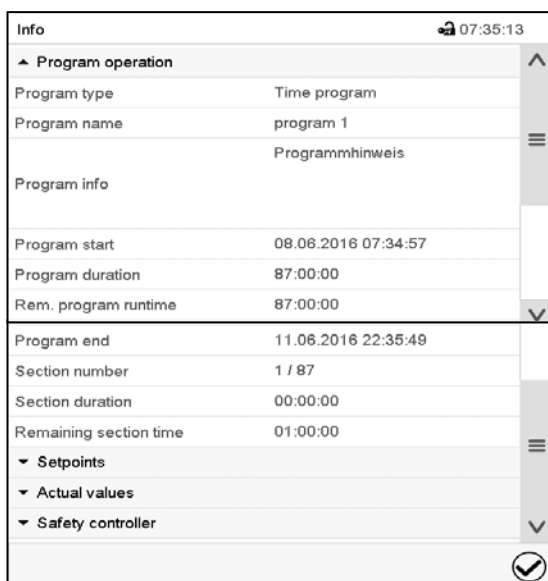 Info 07:35:13
Program operation
Program type Time program
Program name program 1
Programmhinweis
Program info
Program start 08.06.2016 07:34:57
Program duration 87:00:00
Rem. program runtime 87:00:00
Program end 11.06.2016 22:35:49
Section number 1 / 87
Section duration 00:00:00
Remaining section time 01:00:00
Setpoints
Actual values
Safety controller